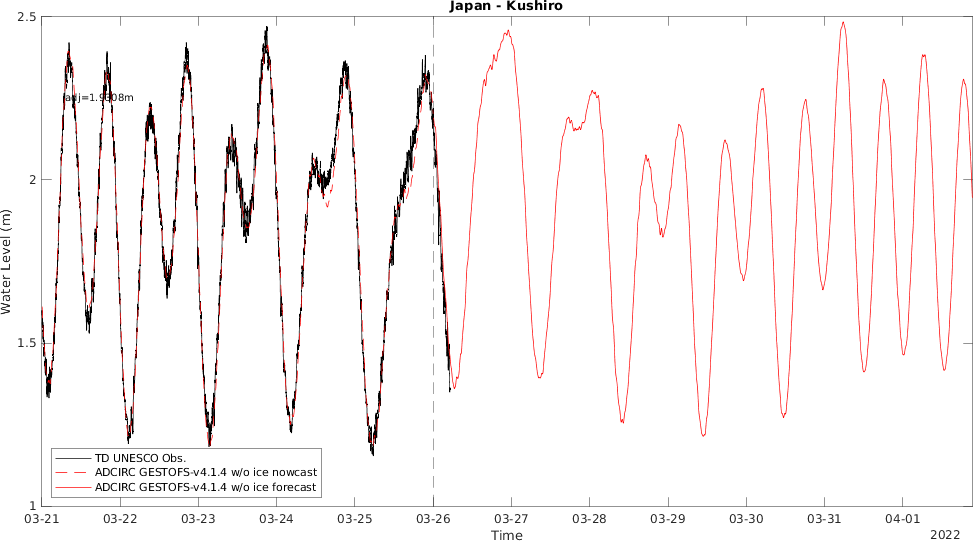 Japan - Kushiro
2.5
2
1.5
1
Water Level (m)
TD UNESCO Obs.
ADCIRC GESTOFS-v4.1.4 w/o ice nowcast
ADCIRC GESTOFS-v4.1.4 w/o ice forecast
03-21 03-22 03-23 03-24 03-25 03-26 03-27 03-28 03-29 03-30 03-31 04-01
Time
2022